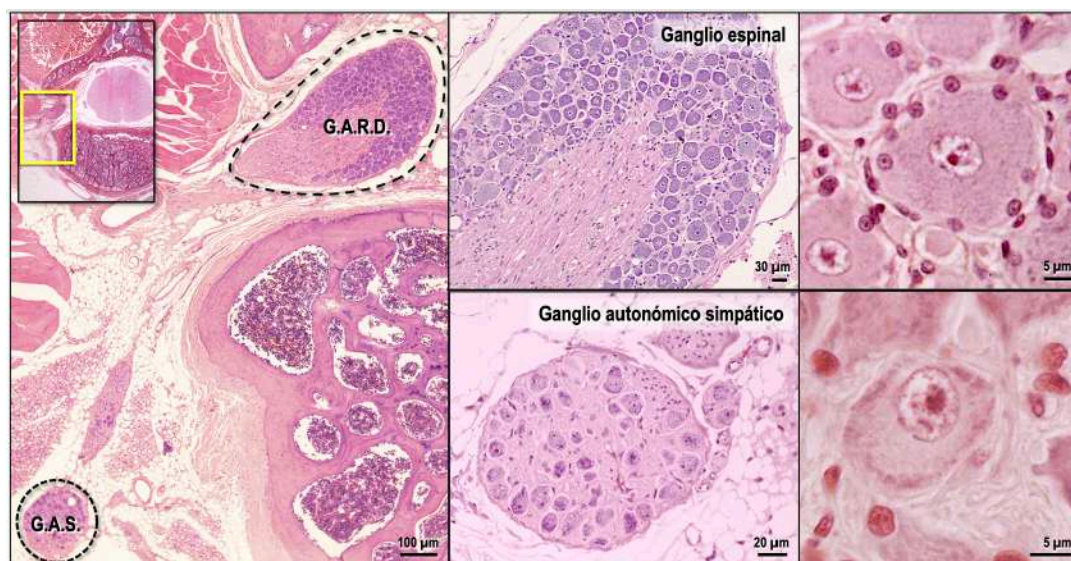 G.A.R.D.
G.A.S.
100 µm
Ganglio espinal
30 µm
5 µm
Ganglio autonómico simpático
20 µm
5 µm